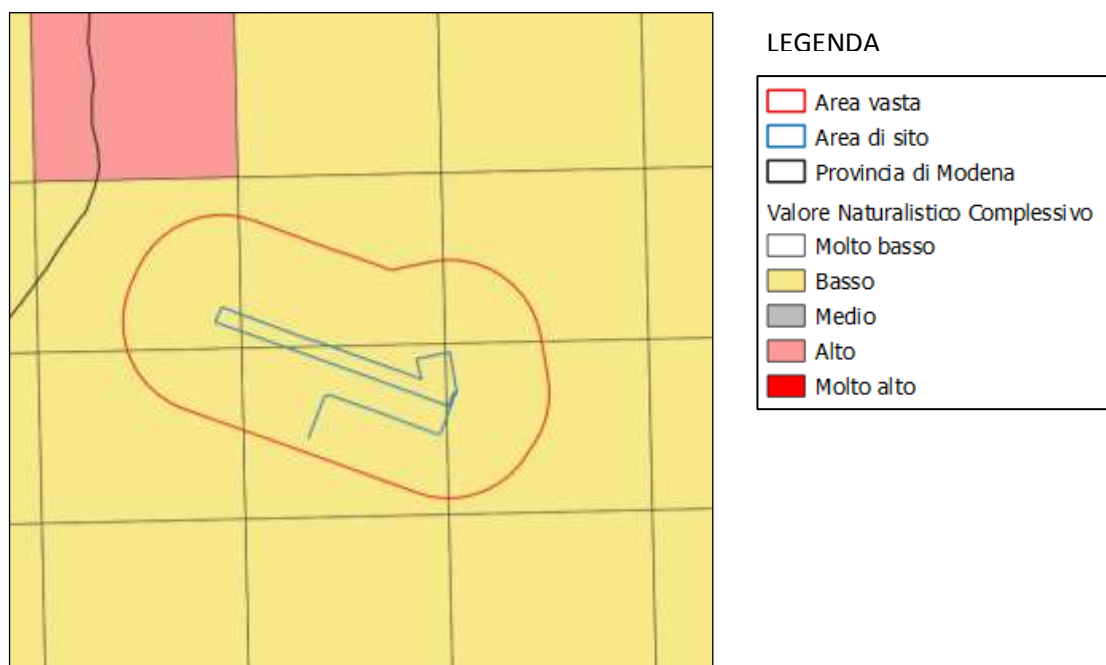 LEGENDA
Area vasta
Area di sito
Provincia di Modena
Valore Naturalistico Complessivo
Molto basso
Basso
Medio
Alto
Molto alto